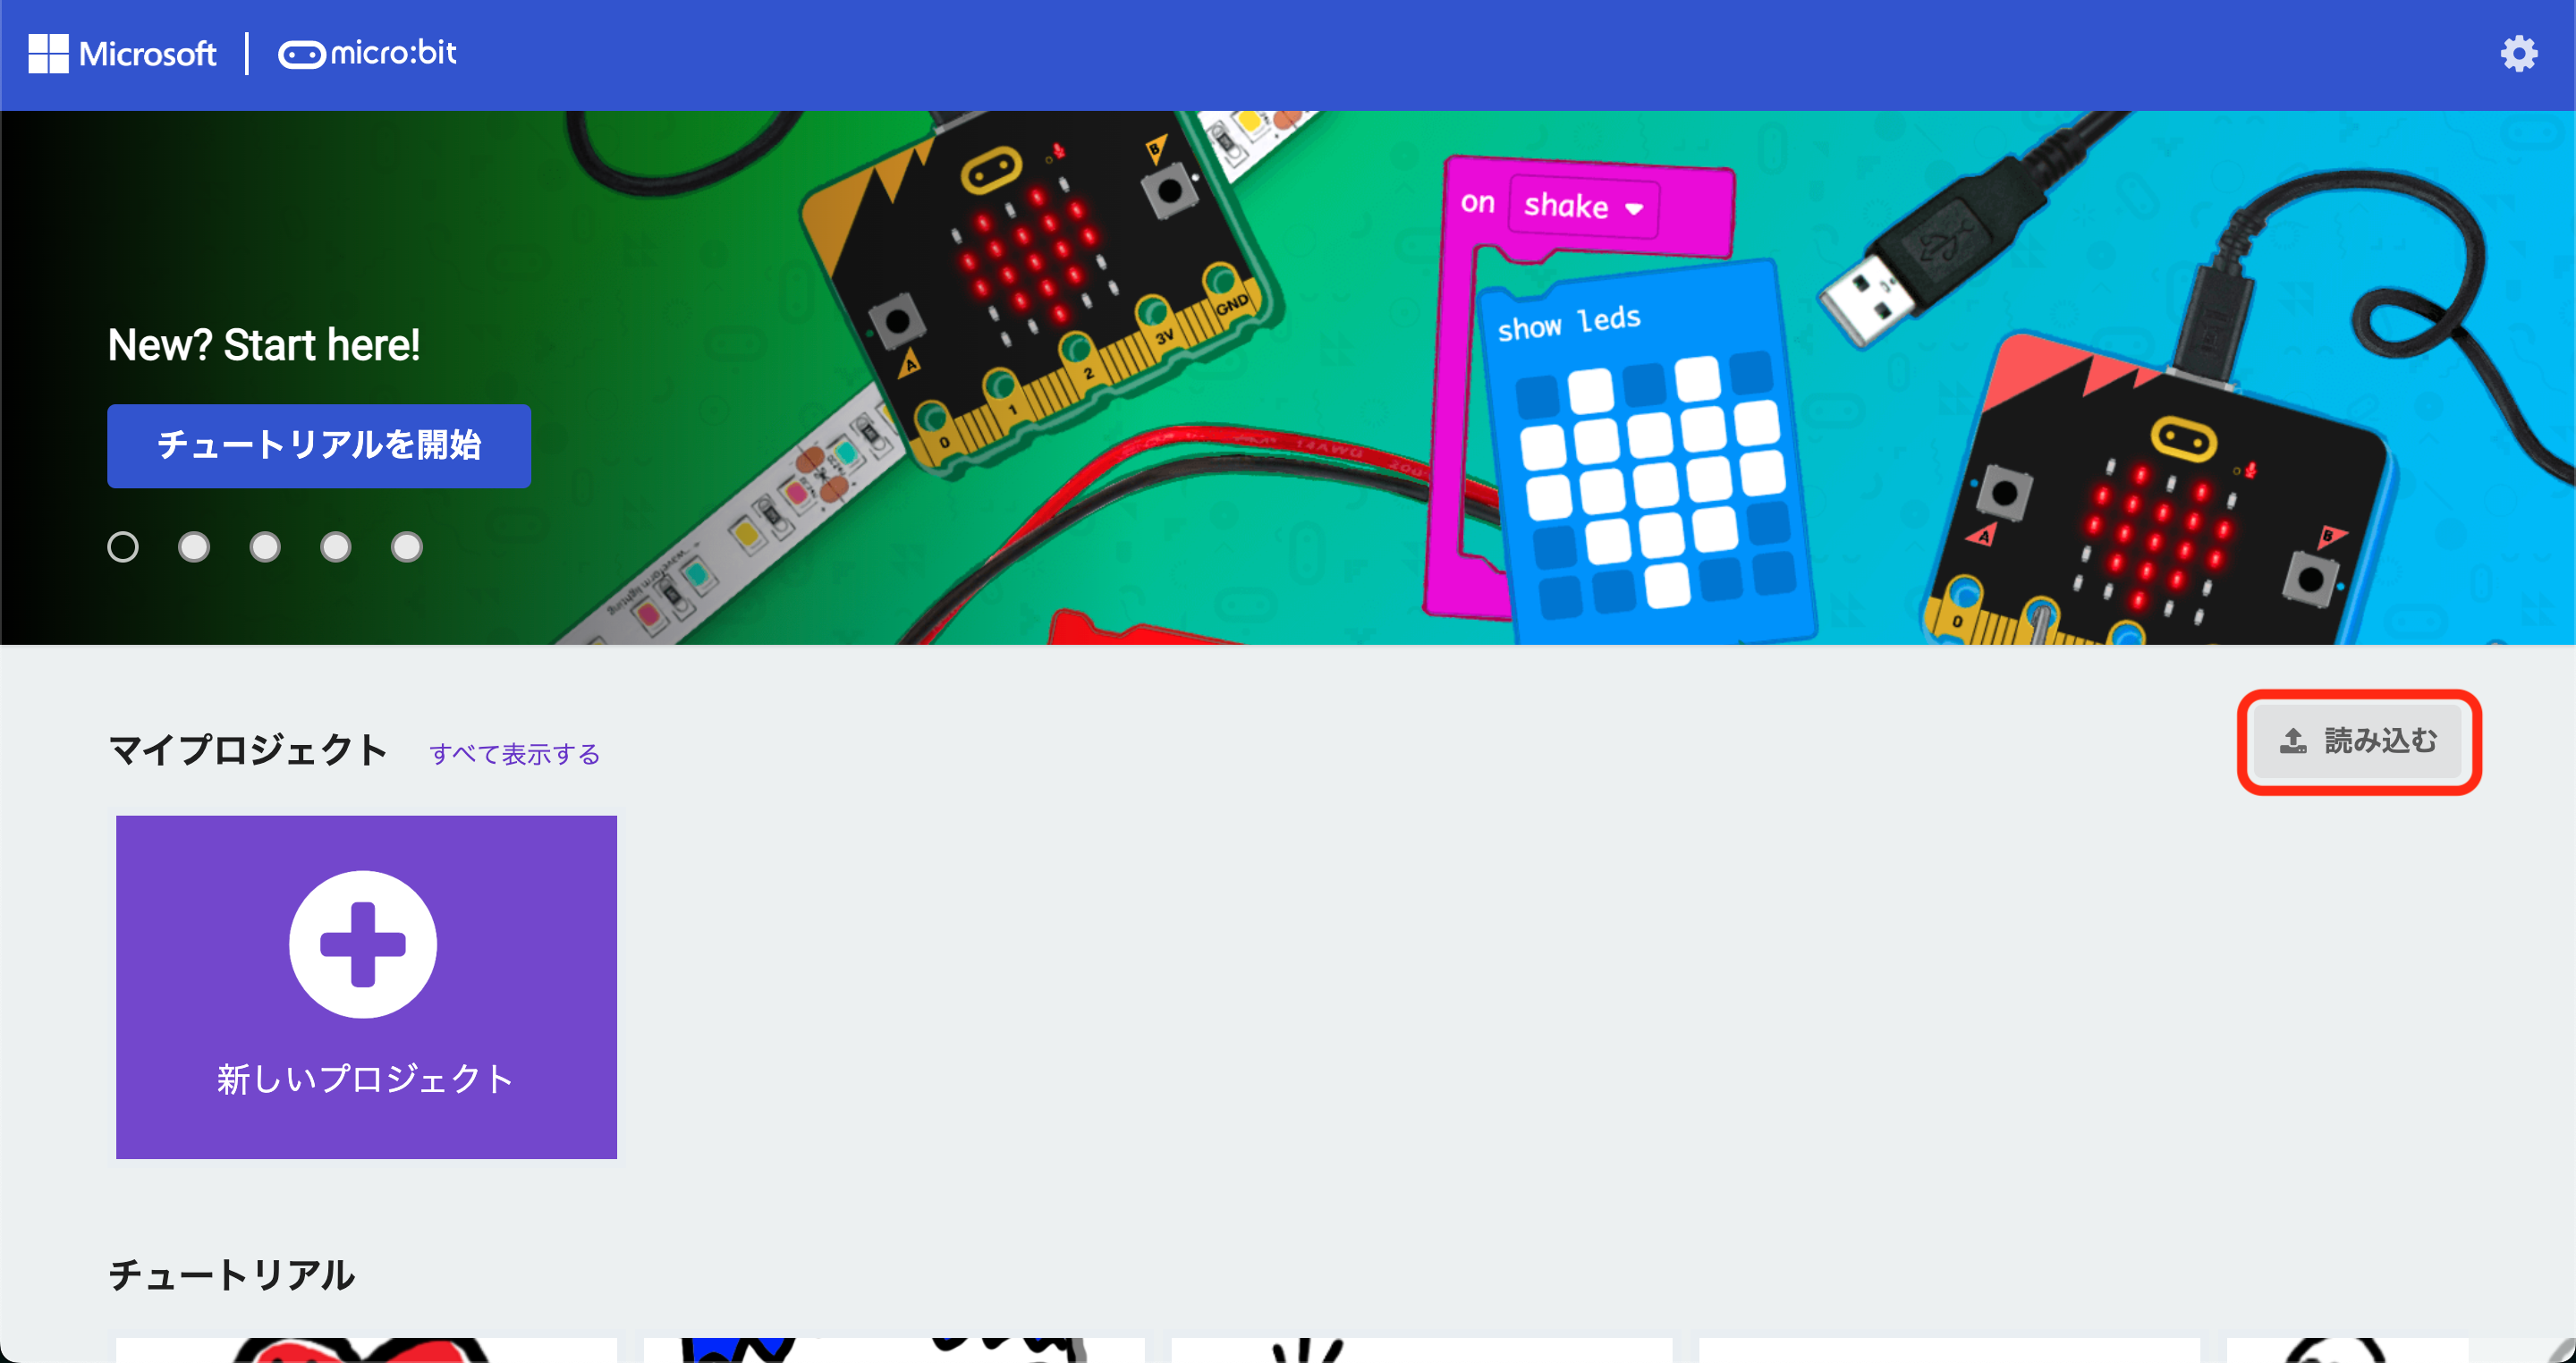 Microsoft micro:bit
New? Start here!
チュートリアルを開始
A
B
0
1
2
3V
GND
14AWG
on shake
show leds
A
B
0
マイプロジェクト すべて表示する
読み込む
新しいプロジェクト
チュートリアル